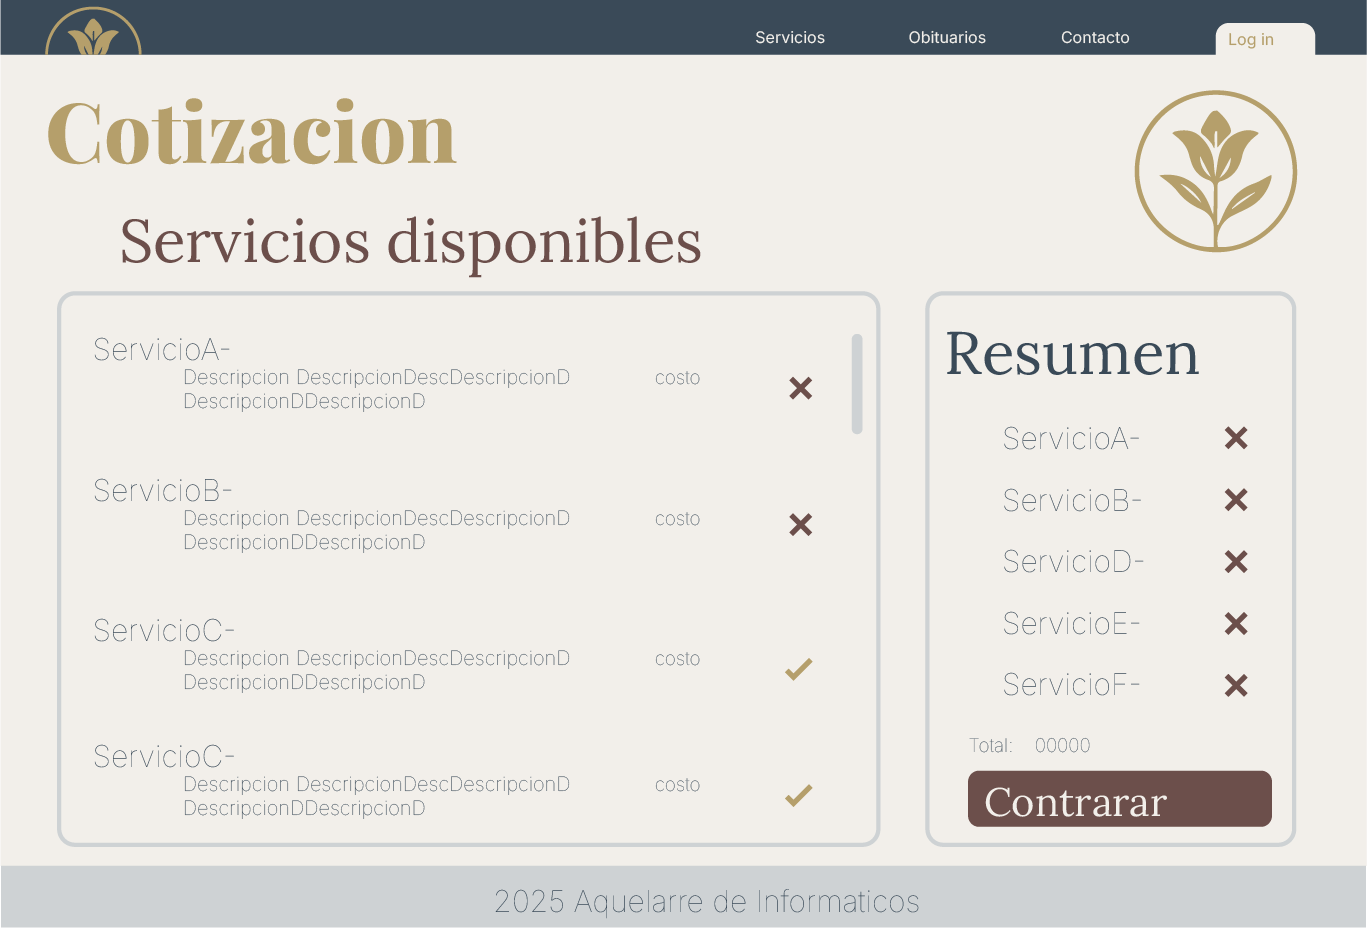 Servicios Obituarios Contacto Log in
Cotizacion
Servicios disponibles
ServicioA-
Descripcion DescripcionDescDescripcionD costo
DescripcionDDescripcionD
ServicioB-
Descripcion DescripcionDescDescripcionD costo
DescripcionDDescripcionD
ServicioC-
Descripcion DescripcionDescDescripcionD costo
DescripcionDDescripcionD
ServicioC-
Descripcion DescripcionDescDescripcionD costo
DescripcionDDescripcionD
Resumen
ServicioA-
ServicioB-
ServicioD-
ServicioE-
ServicioF-
Total: 00000
Contrarar
2025 Aquelarre de Informaticos